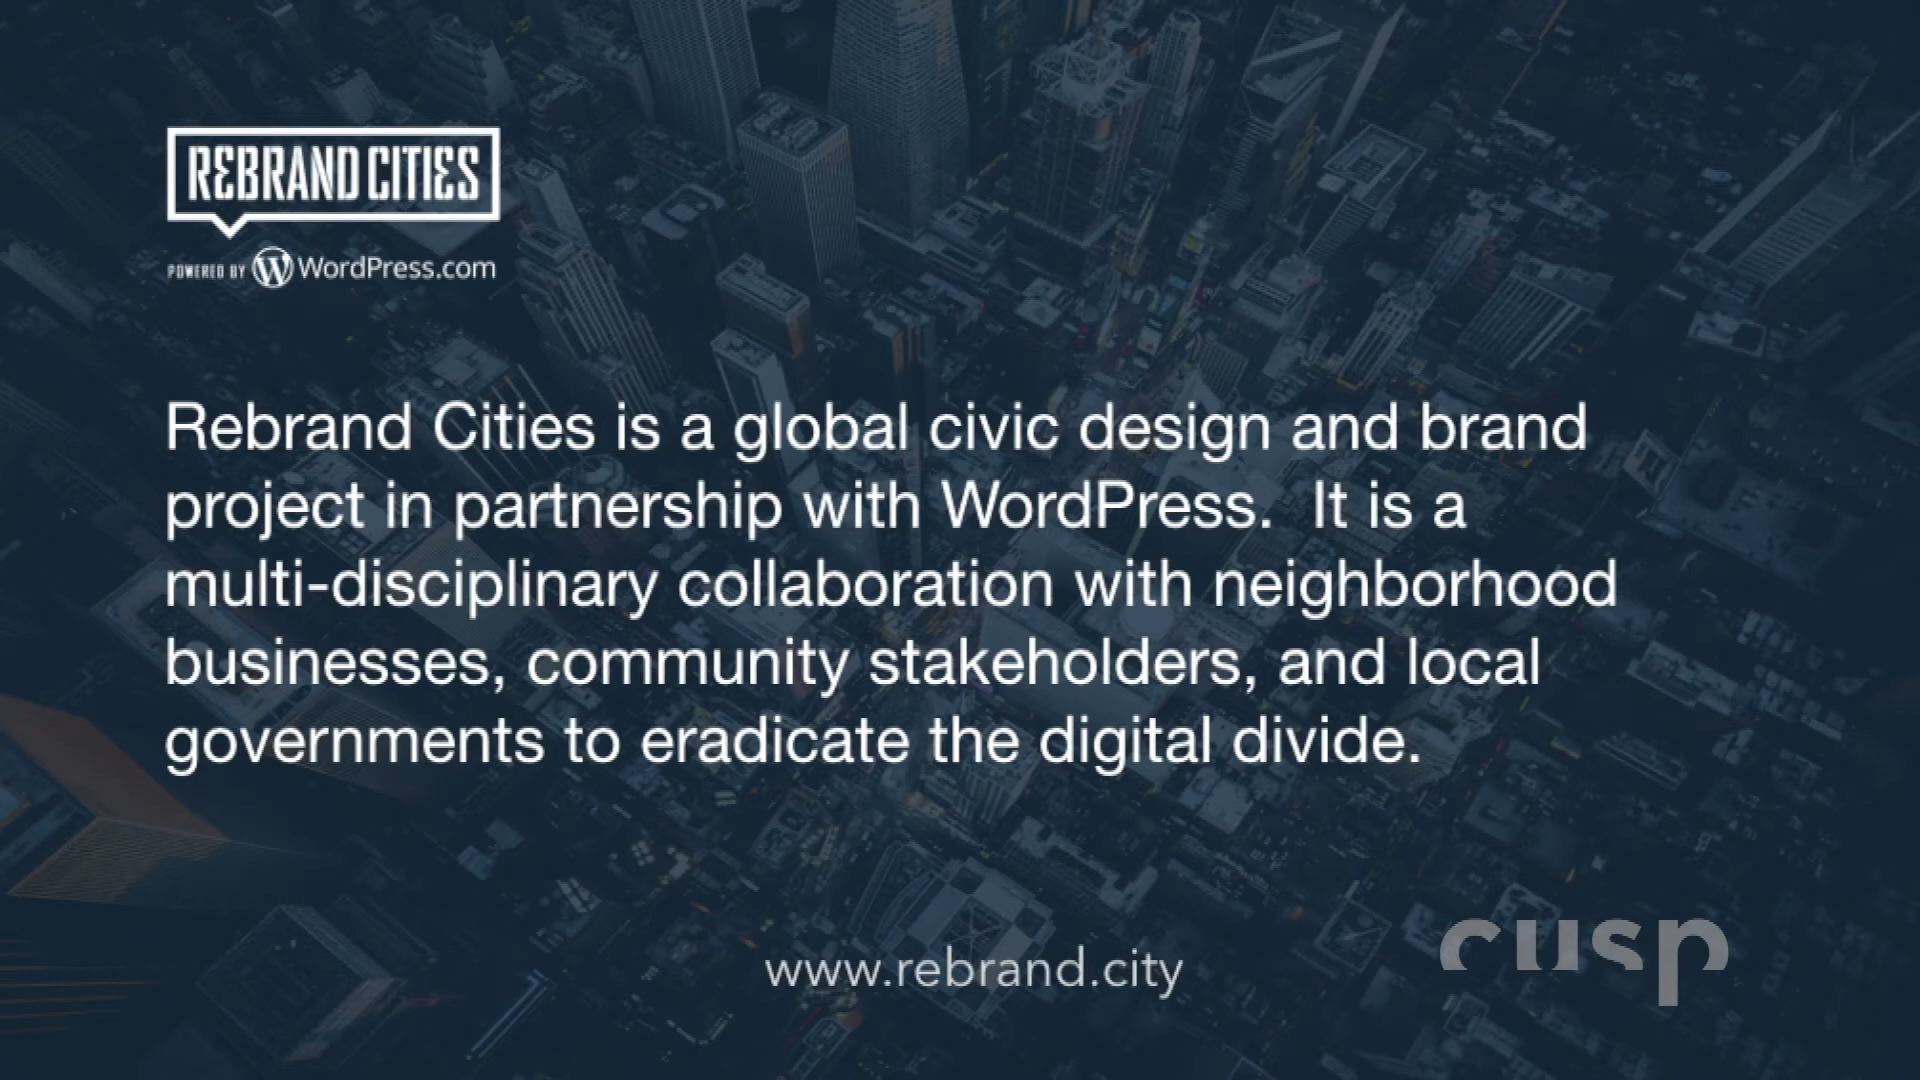 REBRAND CITIES
POWERED BY WordPress.com
Rebrand Cities is a global civic design and brand
project in partnership with WordPress.  It is a
multi-disciplinary collaboration with neighborhood
businesses, community stakeholders, and local
governments to eradicate the digital divide.
www.rebrand.city
cusp